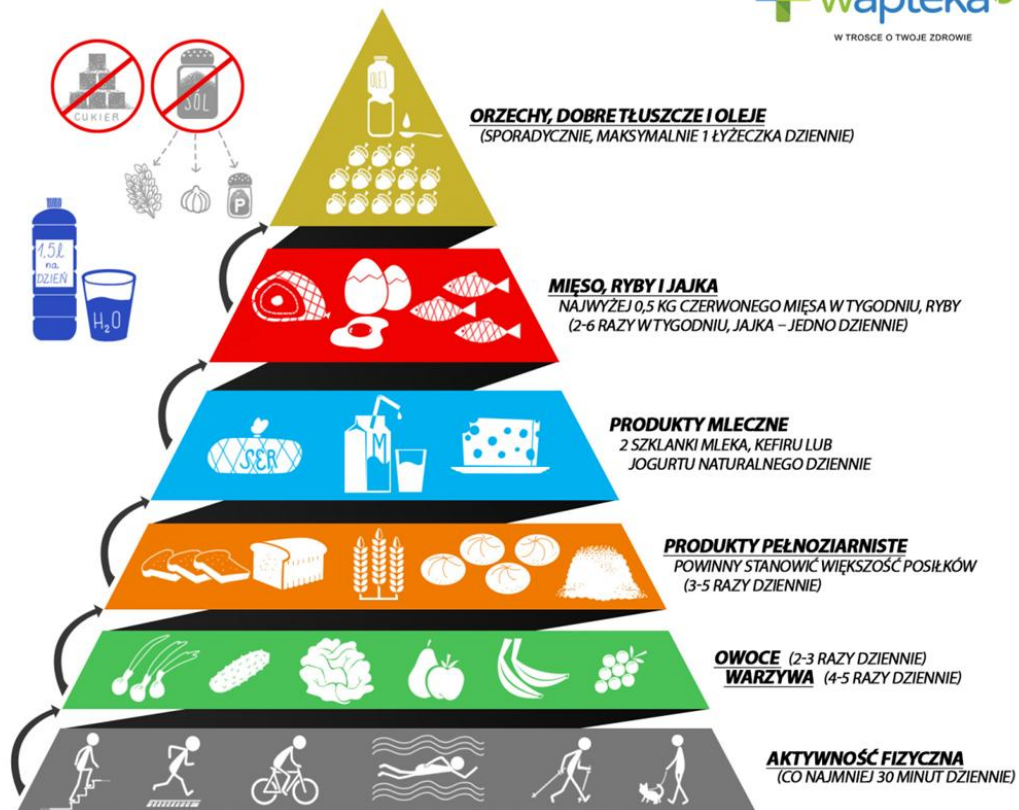 wapteka
W TROSCE O TWOJE ZDROWIE
CUKIER
SÓL
P
1,5l
na
DZIEŃ
H₂O
OLEJ
ORZECHY, DOBRE TŁUSZCZE I OLEJE
(SPORADYCZNIE, MAKSYMALNIE 1 ŁYŻECZKA DZIENNIE)
MIĘSO, RYBY I JAJKA
NAJWYŻEJ 0,5 KG CZERWONEGO MIĘSA W TYGODNIU, RYBY
(2-6 RAZY W TYGODNIU, JAJKA – JEDNO DZIENNIE)
SER
M
PRODUKTY MLECZNE
2 SZKLANKI MLEKA, KEFIRU LUB
JOGURTU NATURALNEGO DZIENNIE
PRODUKTY PEŁNOZIARNISTE
POWINNY STANOWIĆ WIĘKSZOŚĆ POSIŁKÓW
(3-5 RAZY DZIENNIE)
OWOCE (2-3 RAZY DZIENNIE)
WARZYWA (4-5 RAZY DZIENNIE)
AKTYWNOŚĆ FIZYCZNA
(CO NAJMNIEJ 30 MINUT DZIENNIE)